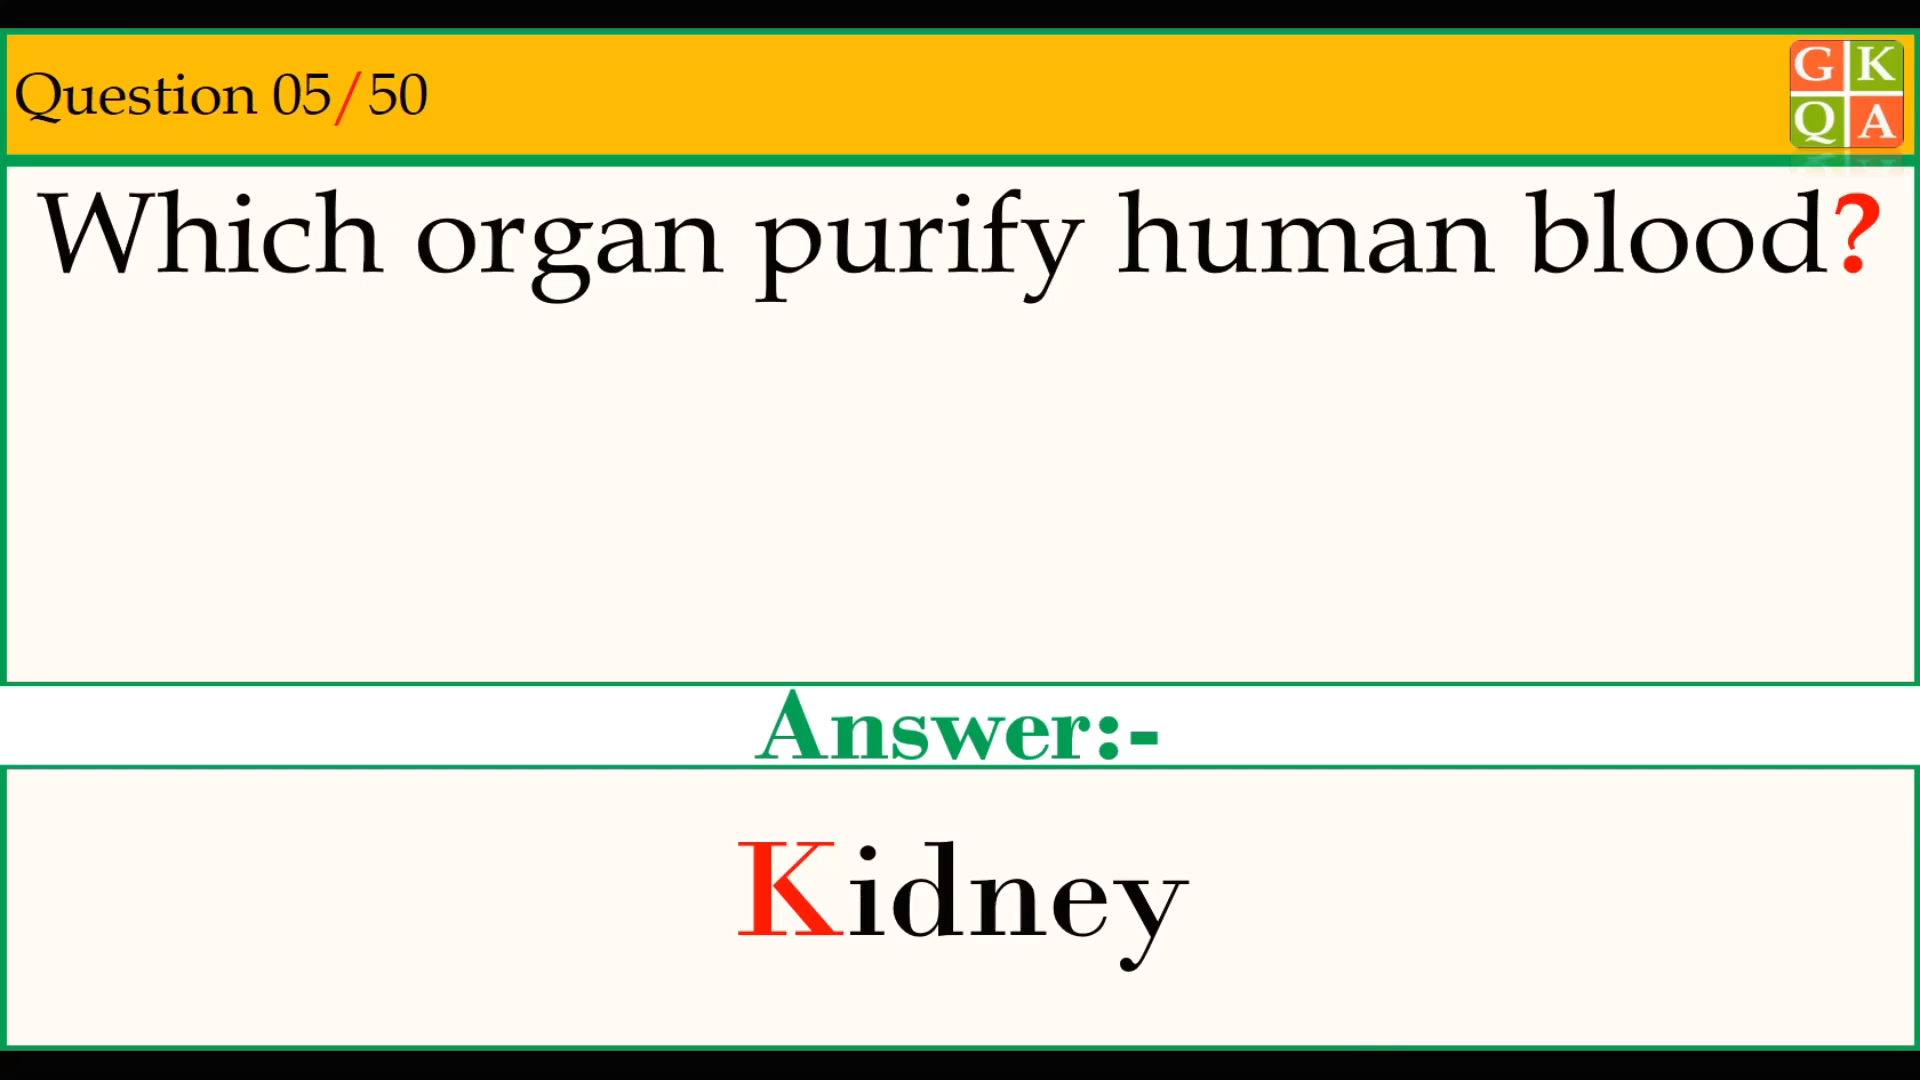 Question 05/50
G K
Q A
Which organ purify human blood?
Answer:-
Kidney